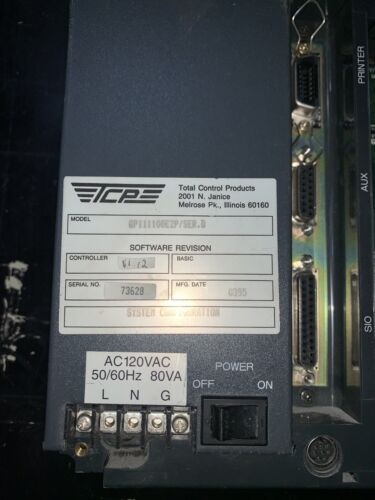 TCP
Total Control Products
2001 N. Janice
Melrose Pk., Illinois 60160
MODEL
SOFTWARE REVISION
CONTROLLER
BASIC
SERIAL NO. 73628 MFG. DATE 0395
SYSTEM CONFIGURATION
AC120VAC
50/60Hz 80VA
L N G
POWER
OFF ON
PRINTER
AUX
SIO